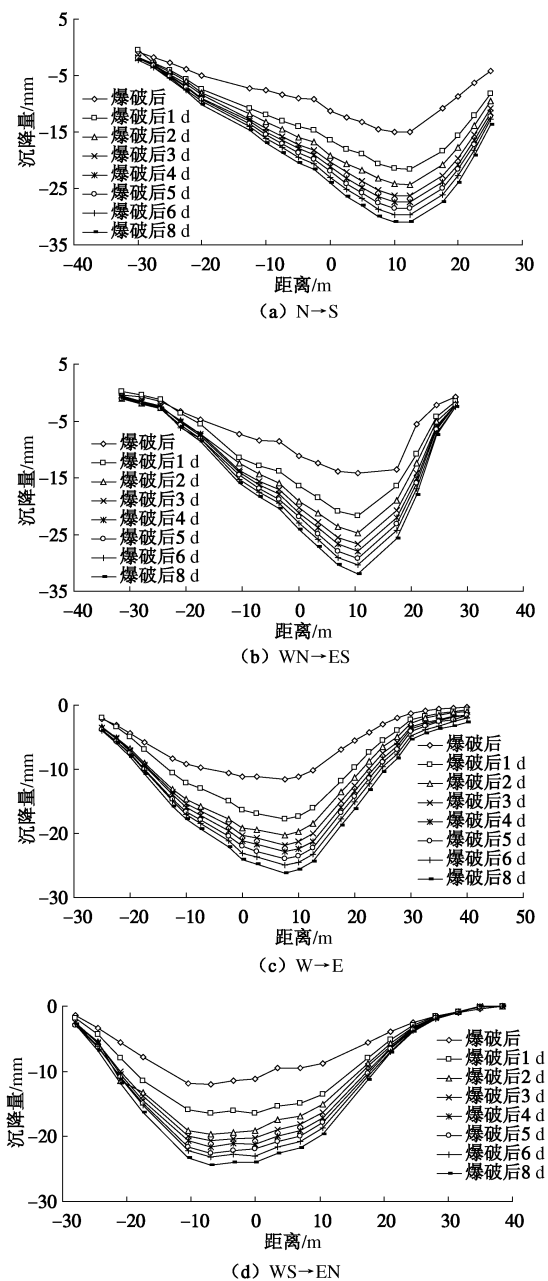 5
−5
−15
−25
−35
沉降量/mm
爆破后
爆破后1 d
爆破后2 d
爆破后3 d
爆破后4 d
爆破后5 d
爆破后6 d
爆破后8 d
−40 −30 −20 −10 0 10 20 30
距离/m
(a) N→S
5
−5
−15
−25
−35
沉降量/mm
爆破后
爆破后1 d
爆破后2 d
爆破后3 d
爆破后4 d
爆破后5 d
爆破后6 d
爆破后8 d
−40 −30 −20 −10 0 10 20 30 40
距离/m
(b) WN→ES
0
−10
−20
−30
沉降量/mm
爆破后
爆破后1 d
爆破后2 d
爆破后3 d
爆破后4 d
爆破后5 d
爆破后6 d
爆破后8 d
−30 −20 −10 0 10 20 30 40 50
距离/m
(c) W→E
0
−10
−20
−30
沉降量/mm
爆破后
爆破后1 d
爆破后2 d
爆破后3 d
爆破后4 d
爆破后5 d
爆破后6 d
爆破后8 d
−30 −20 −10 0 10 20 30 40
距离/m
(d) WS→EN